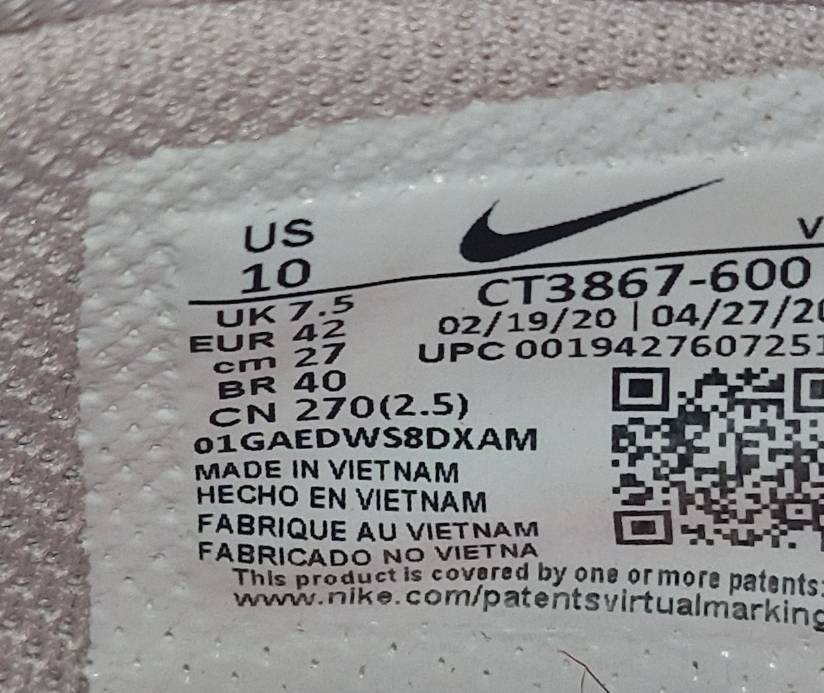 US
V
10
CT3867-600
UK 7.5
02/19/20 | 04/27/20
EUR 42
UPC 0019427607251
cm 27
BR 40
CN 270(2.5)
01GAEDWS8DXAM
MADE IN VIETNAM
HECHO EN VIETNAM
FABRIQUE AU VIETNAM
FABRICADO NO VIETNA
This product is covered by one or more patents:
www.nike.com/patentsvirtualmarking